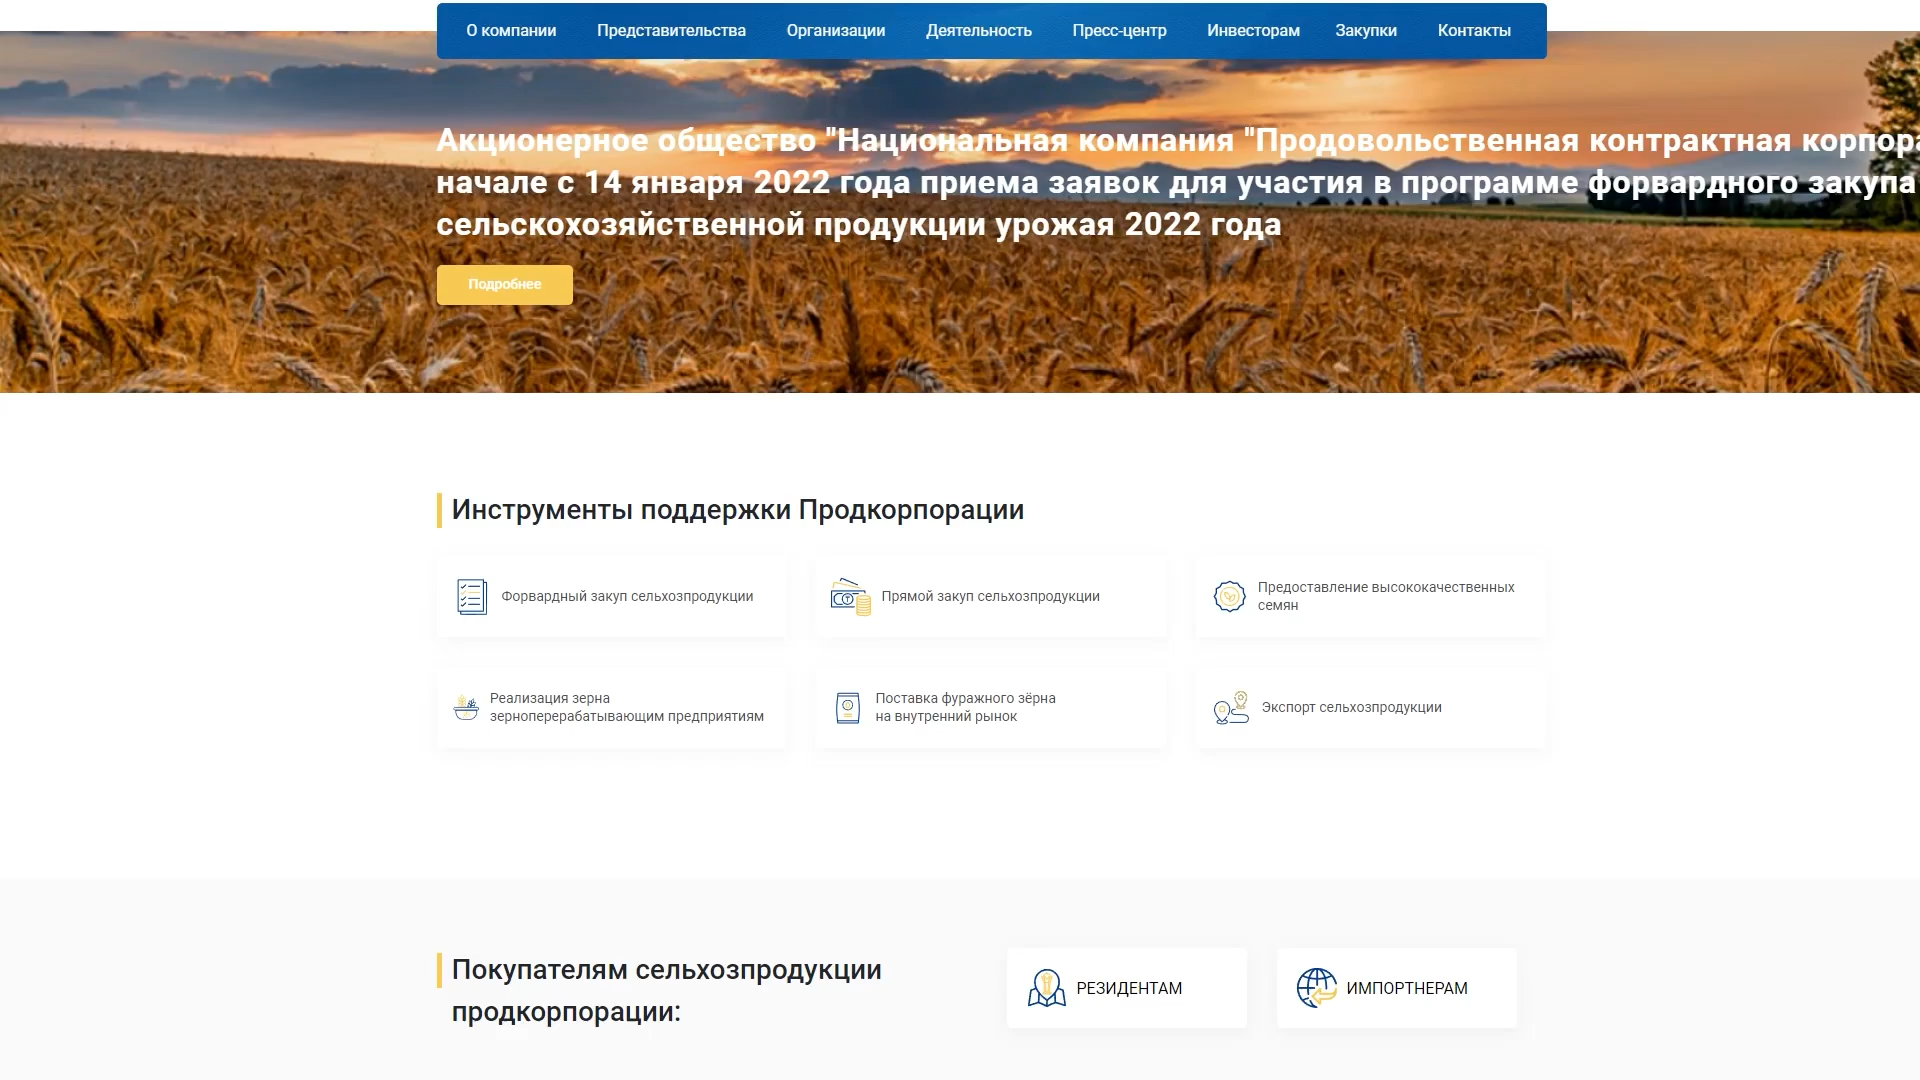 О компании Представительства Организации Деятельность Пресс-центр Инвесторам Закупки Контакты
Акционерное общество "Национальная компания "Продовольственная контрактная
начале с 14 января 2022 года приема заявок для участия в программе форвардного закупа
сельскохозяйственной продукции урожая 2022 года
Подробнее
Инструменты поддержки Продкорпорации
Форвардный закуп сельхозпродукции
Прямой закуп сельхозпродукции
Предоставление высококачественных
семян
Реализация зерна
зерноперерабатывающим предприятиям
Поставка фуражного зёрна
на внутренний рынок
Экспорт сельхозпродукции
Покупателям сельхозпродукции
продкорпорации:
РЕЗИДЕНТАМ
ИМПОРТНЕРАМ